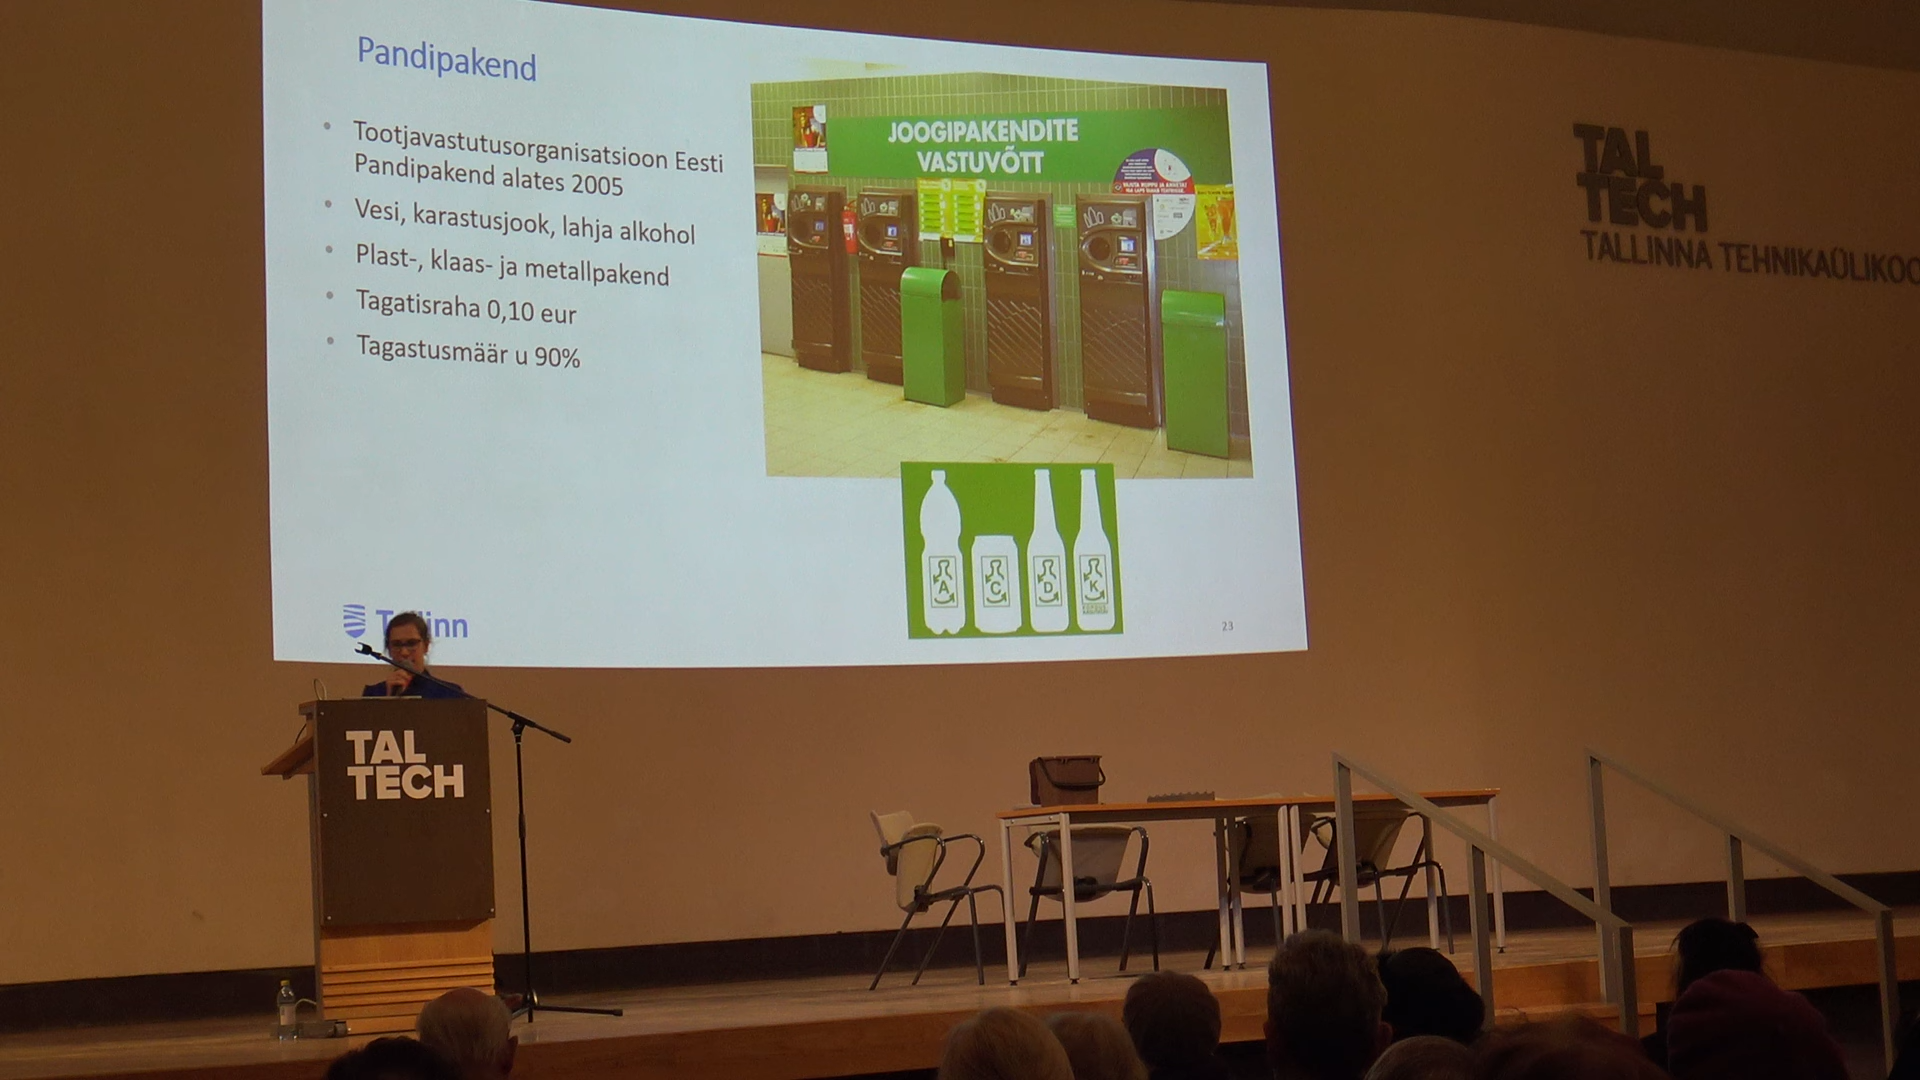 Pandipakend
• Tootjavastutusorganisatsioon Eesti
Pandipakend alates 2005
• Vesi, karastusjook, lahja alkohol
• Plast-, klaas- ja metallpakend
• Tagatisraha 0,10 eur
• Tagastusmäär u 90%
JOOGIPAKENDITE
VASTUVÕTT
A C D K
23
TAL
TECH
TALLINNA TEHNIKAÜLIKOO
TAL
TECH